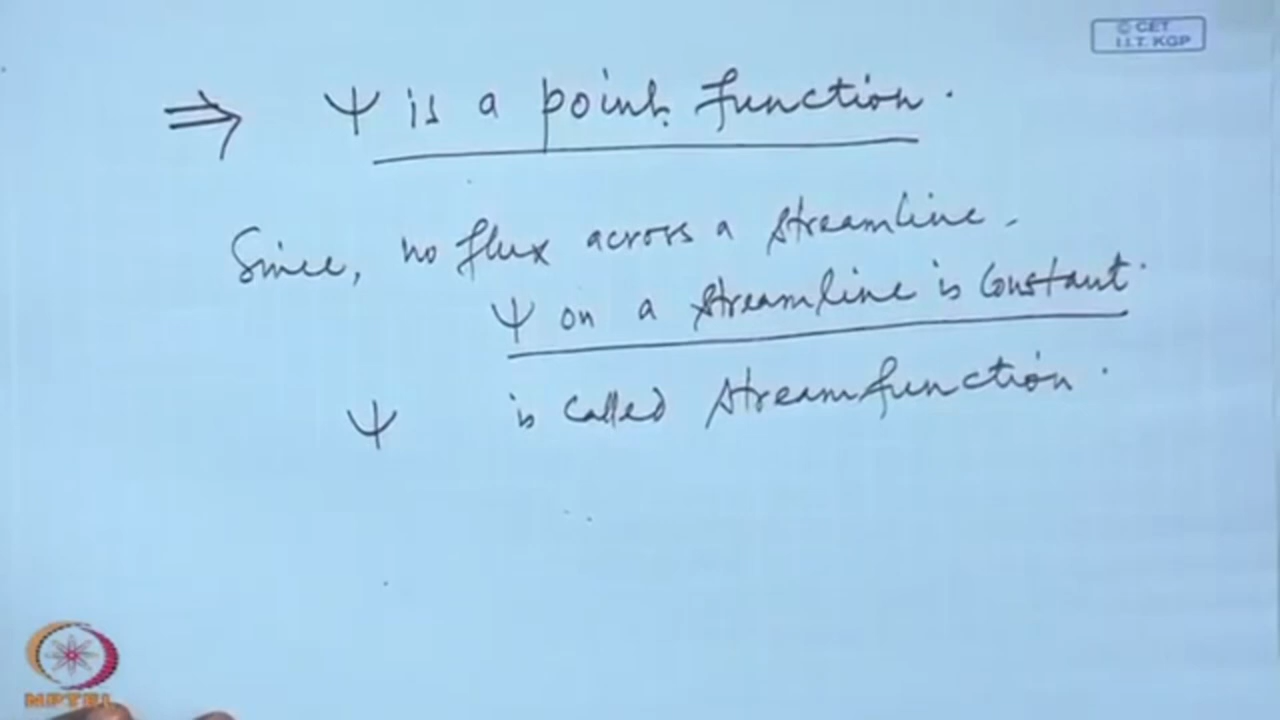 © CET
I.I.T. KGP
⇒ Ψ is a point function.
Since, no flux across a streamline.
Ψ on a streamline is constant.
Ψ is called streamfunction.
NPTEL